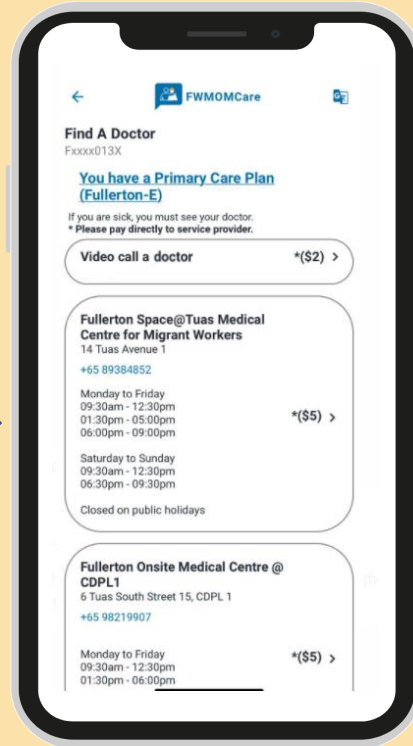 FWMOMCare
Find A Doctor
Fxxxx013X
You have a Primary Care Plan
(Fullerton-E)
If you are sick, you must see your doctor.
* Please pay directly to service provider.
Video call a doctor *($2) >
Fullerton Space@Tuas Medical
Centre for Migrant Workers
14 Tuas Avenue 1
+65 89384852
Monday to Friday
09:30am - 12:30pm
01:30pm - 05:00pm *($5) >
06:00pm - 09:00pm
Saturday to Sunday
09:30am - 12:30pm
06:30pm - 09:30pm
Closed on public holidays
Fullerton Onsite Medical Centre @
CDPL1
6 Tuas South Street 15, CDPL 1
+65 98219907
Monday to Friday *($5) >
09:30am - 12:30pm
01:30pm - 06:00pm